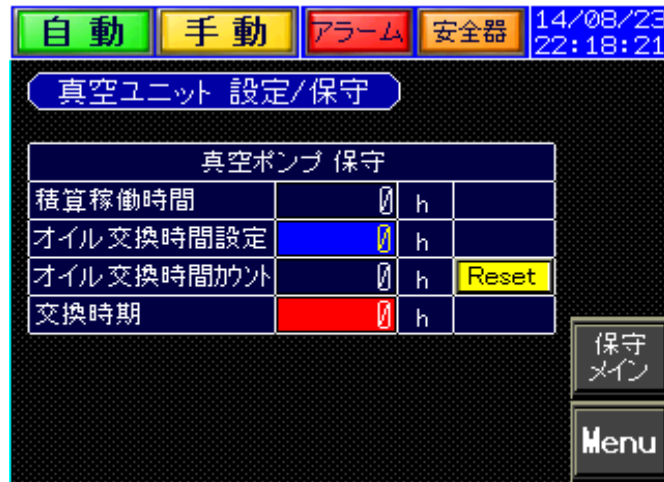 自動 手動 アラーム 安全器 14/08/23
22:18:21
真空ユニット 設定/保守
真空ポンプ 保守
積算稼働時間 0 h
オイル交換時間設定 0 h
オイル交換時間カウント 0 h Reset
交換時期 0 h
保守
メイン
Menu